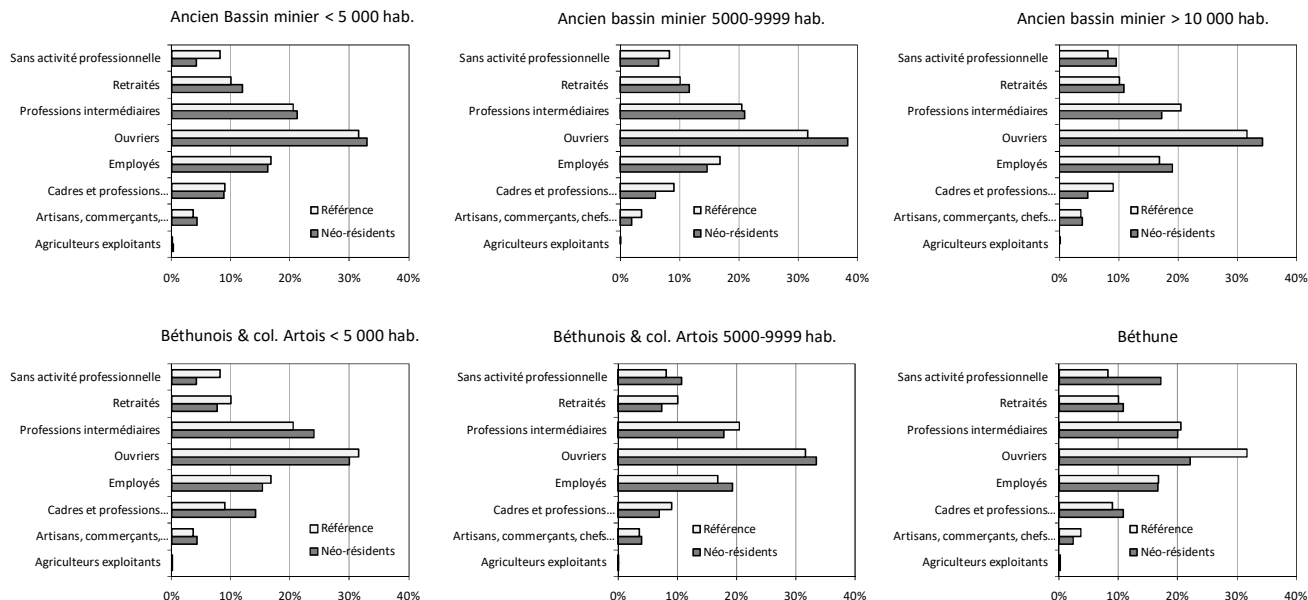 Ancien Bassin minier < 5 000 hab.
Sans activité professionnelle
Retraités
Professions intermédiaires
Ouvriers
Employés
Cadres et professions...
Artisans, commerçants,...
Agriculteurs exploitants
Référence
Néo-résidents
0% 10% 20% 30% 40%
Ancien bassin minier 5000-9999 hab.
Sans activité professionnelle
Retraités
Professions intermédiaires
Ouvriers
Employés
Cadres et professions...
Artisans, commerçants, chefs...
Agriculteurs exploitants
Référence
Néo-résidents
0% 10% 20% 30% 40%
Ancien bassin minier > 10 000 hab.
Sans activité professionnelle
Retraités
Professions intermédiaires
Ouvriers
Employés
Cadres et professions...
Artisans, commerçants, chefs...
Agriculteurs exploitants
Référence
Néo-résidents
0% 10% 20% 30% 40%
Béthunois & col. Artois < 5 000 hab.
Sans activité professionnelle
Retraités
Professions intermédiaires
Ouvriers
Employés
Cadres et professions...
Artisans, commerçants,...
Agriculteurs exploitants
Référence
Néo-résidents
0% 10% 20% 30% 40%
Béthunois & col. Artois 5000-9999 hab.
Sans activité professionnelle
Retraités
Professions intermédiaires
Ouvriers
Employés
Cadres et professions...
Artisans, commerçants, chefs...
Agriculteurs exploitants
Référence
Néo-résidents
0% 10% 20% 30% 40%
Béthune
Sans activité professionnelle
Retraités
Professions intermédiaires
Ouvriers
Employés
Cadres et professions...
Artisans, commerçants, chefs...
Agriculteurs exploitants
Référence
Néo-résidents
0% 10% 20% 30% 40%